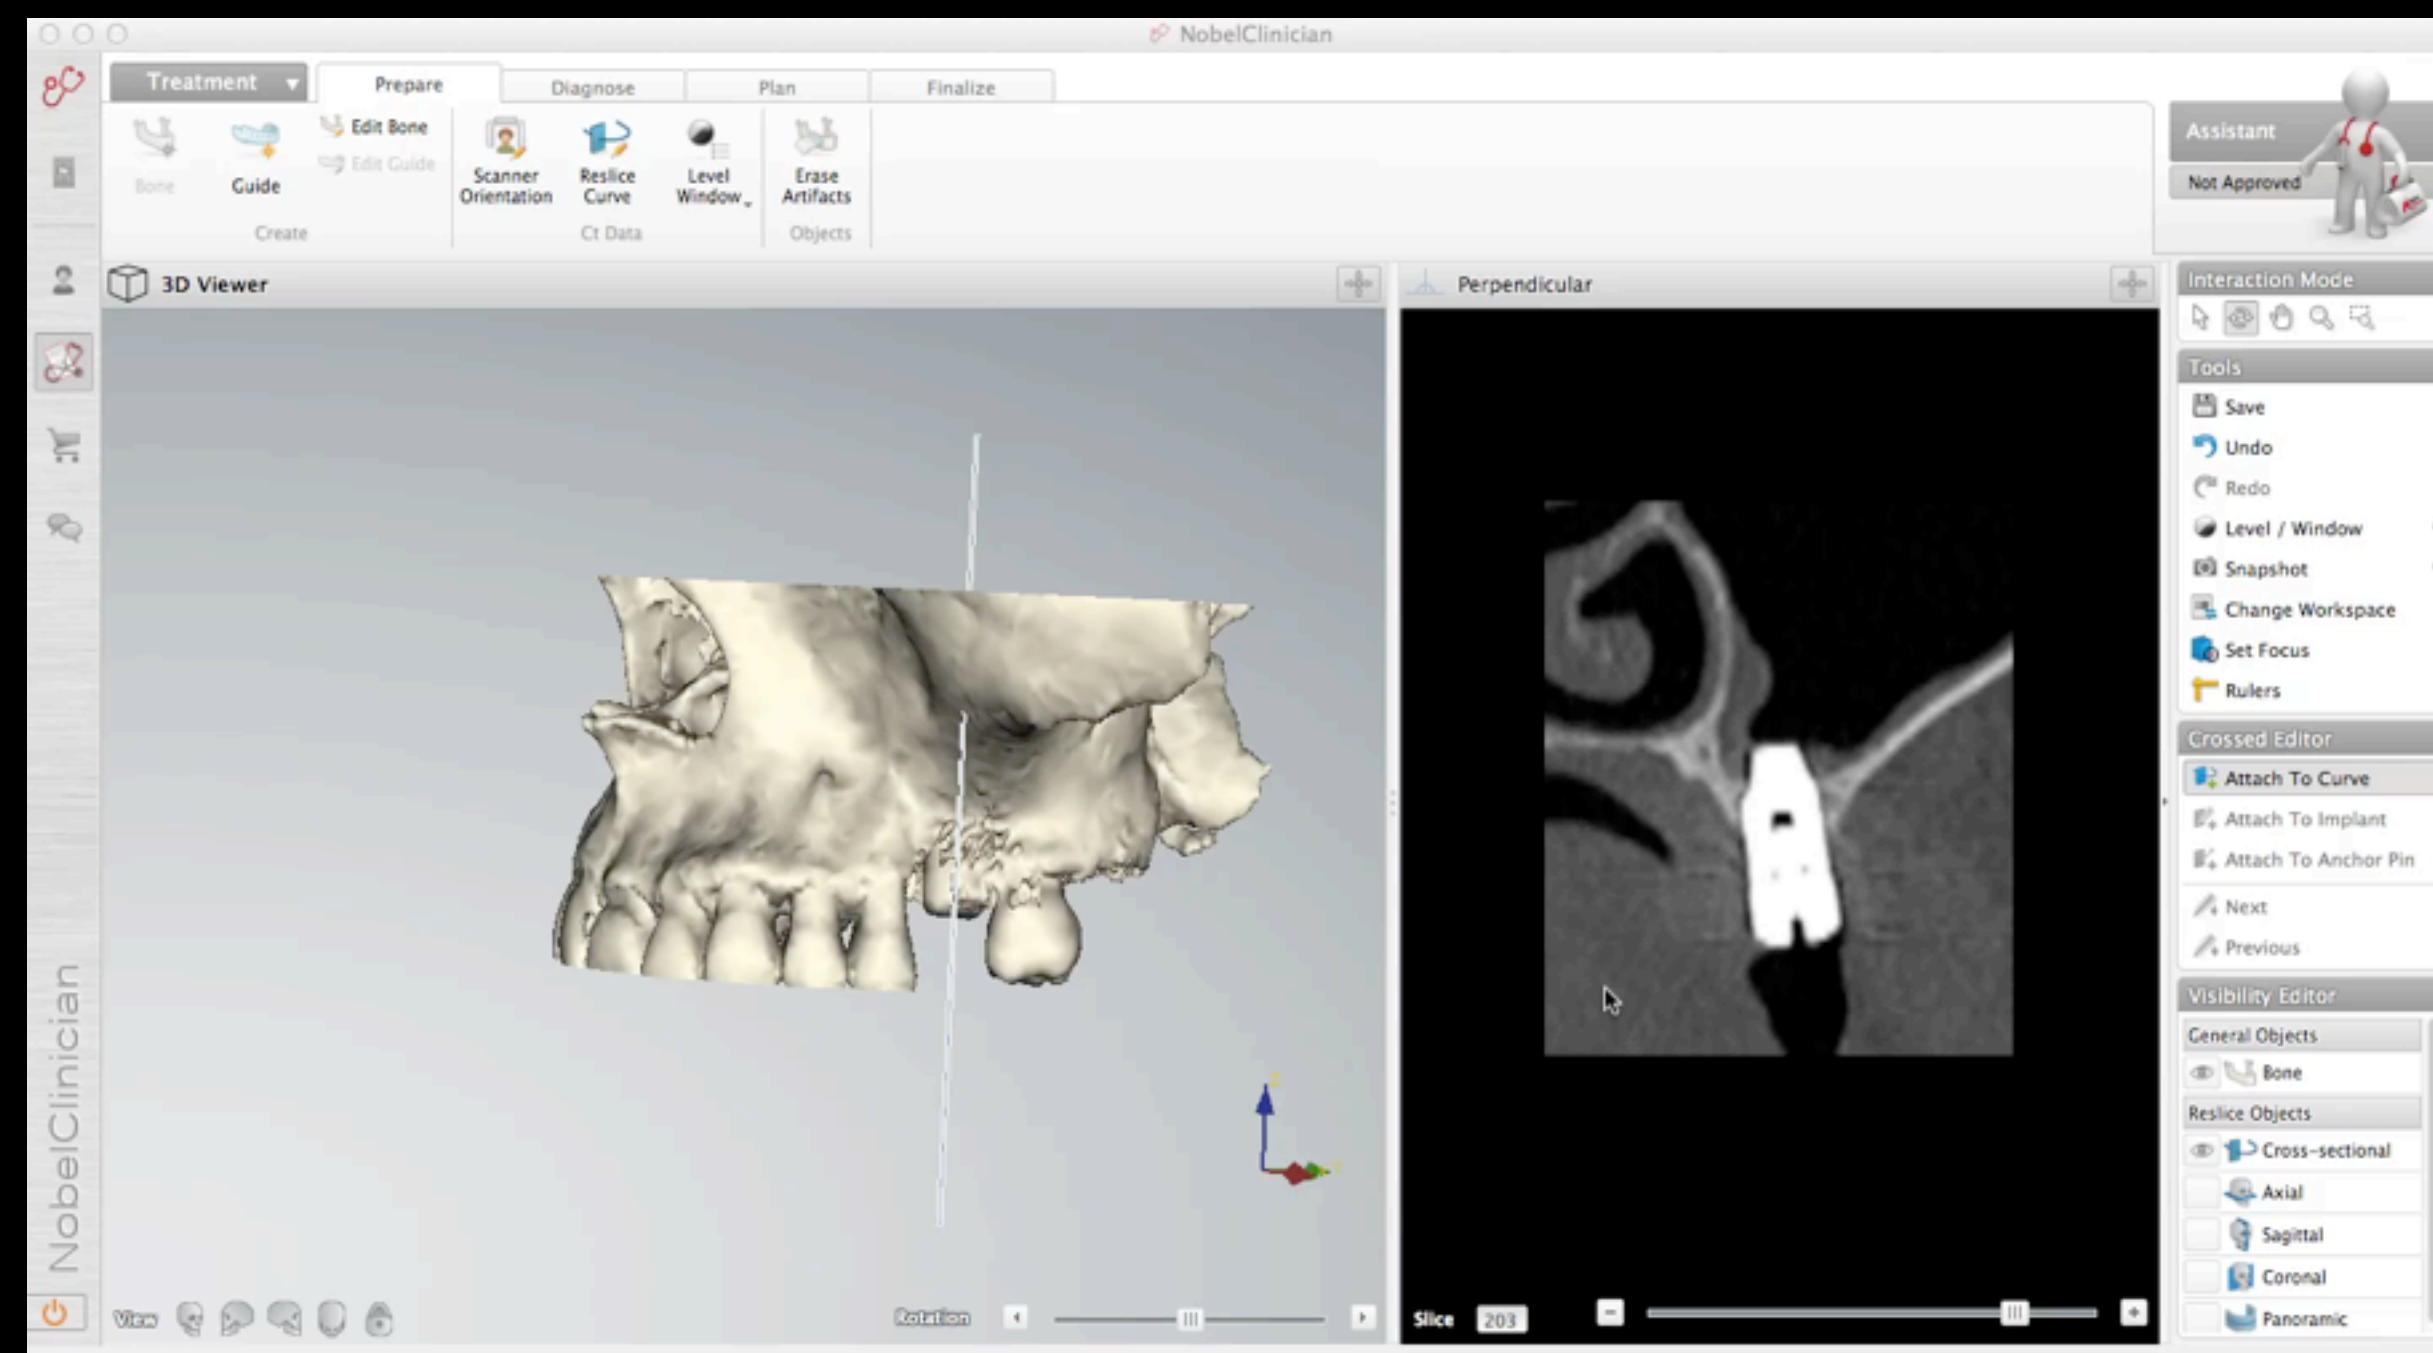 NobelClinician
Treatment
Prepare
Diagnose
Plan
Finalize
Bone
Guide
Edit Bone
Edit Guide
Create
Scanner
Orientation
Reslice
Curve
Level
Window
Ct Data
Erase
Artifacts
Objects
Assistant
Not Approved
3D Viewer
Perpendicular
Interaction Mode
Tools
Save
Undo
Redo
Level / Window
Snapshot
Change Workspace
Set Focus
Rulers
Crossed Editor
Attach To Curve
Attach To Implant
Attach To Anchor Pin
Next
Previous
Visibility Editor
General Objects
Bone
Reslice Objects
Cross-sectional
Axial
Sagittal
Coronal
Panoramic
NobelClinician
Z
View
Rotation
Slice 203